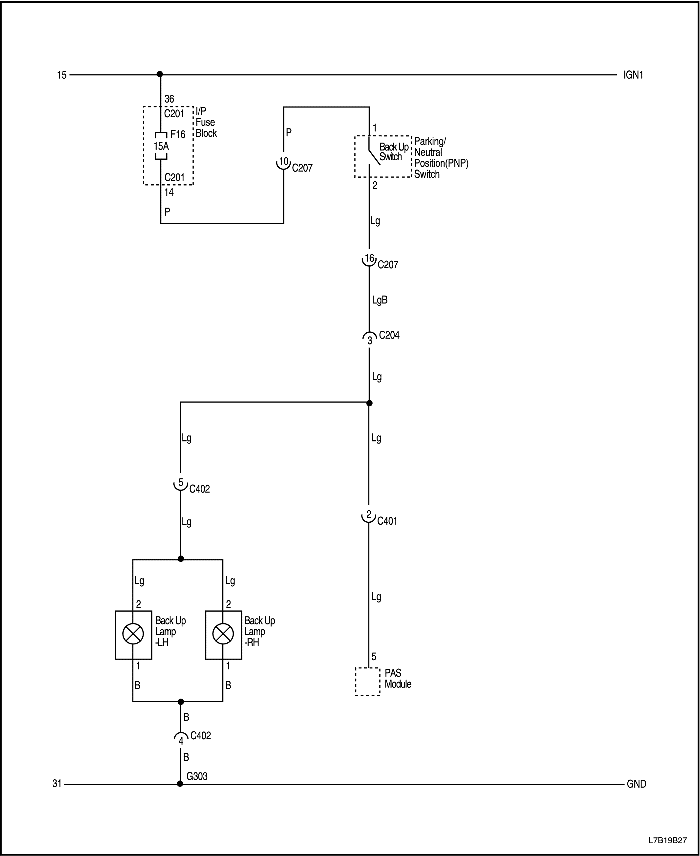 15
IGN1
36
C201
I/P
Fuse
Block
F16
15A
C201
14
P
P
10
C207
1
Back Up
Switch
Parking/
Neutral
Position(PNP)
Switch
2
Lg
16
C207
LgB
C204
3
Lg
Lg
Lg
5
C402
2
C401
Lg
Lg
Lg
Lg
2
2
Back Up
Lamp
-LH
Back Up
Lamp
-RH
1
1
B
B
5
PAS
Module
B
C402
4
B
G303
31
GND
L7B19B27